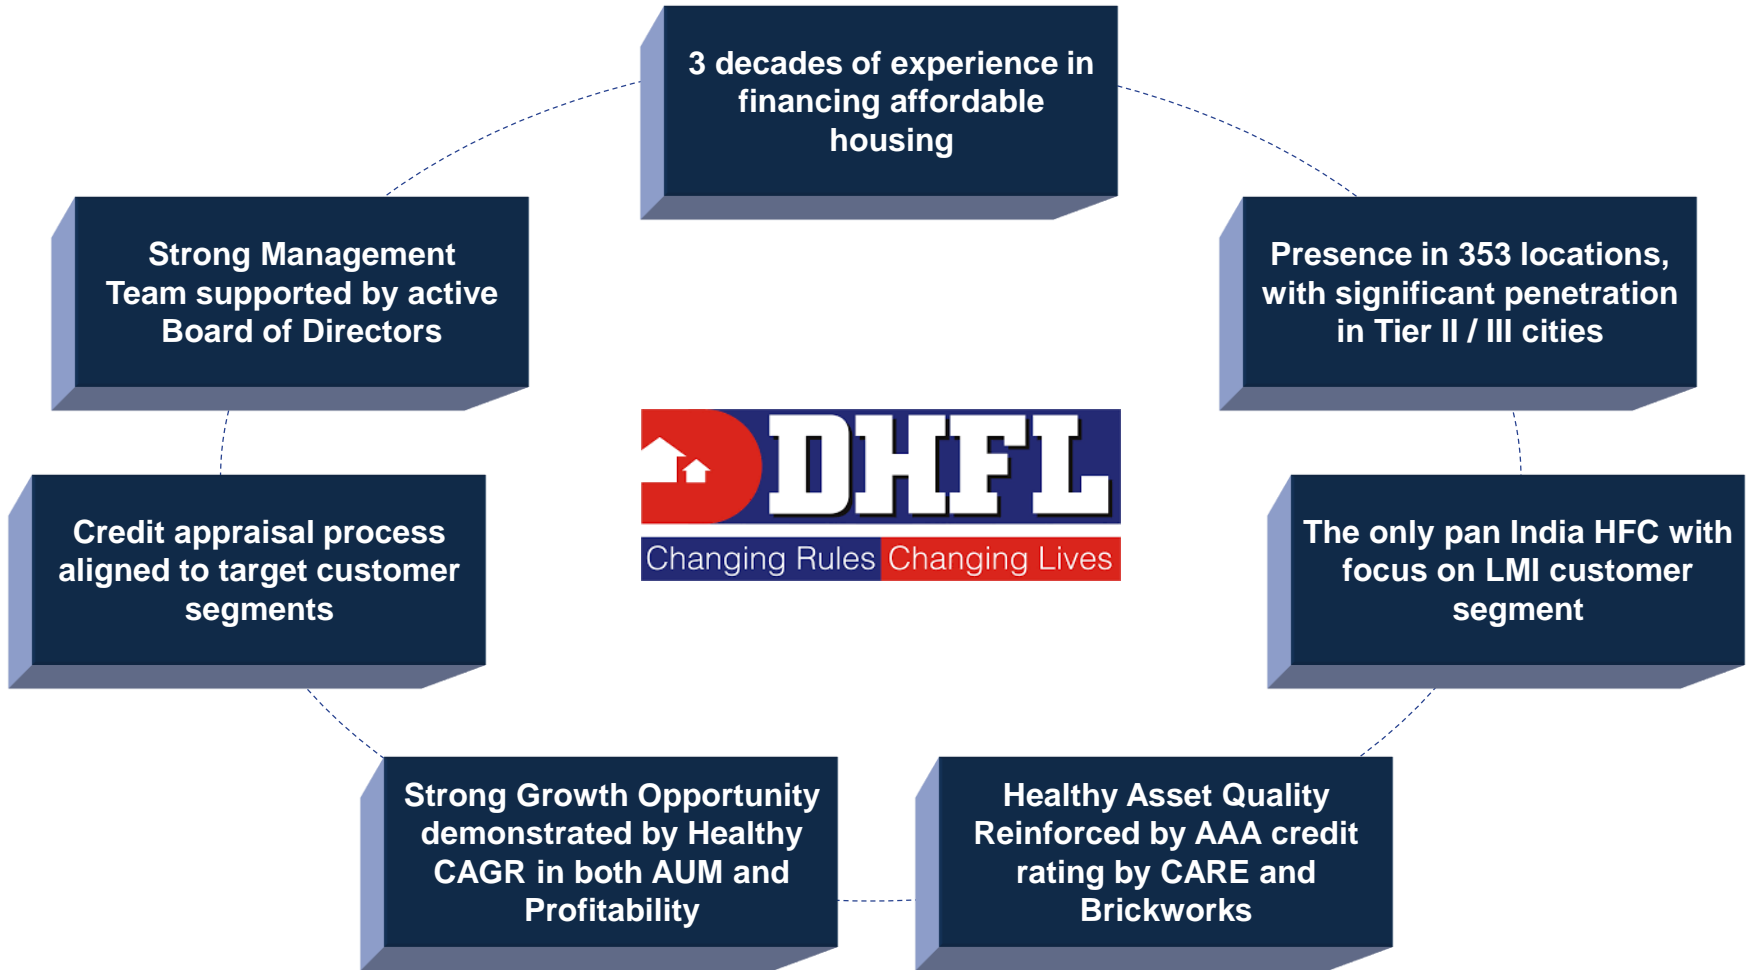 3 decades of experience in
financing affordable
housing
Strong Management
Team supported by active
Board of Directors
Presence in 353 locations,
with significant penetration
in Tier II / III cities
DHFL
Changing Rules Changing Lives
Credit appraisal process
aligned to target customer
segments
The only pan India HFC with
focus on LMI customer
segment
Strong Growth Opportunity
demonstrated by Healthy
CAGR in both AUM and
Profitability
Healthy Asset Quality
Reinforced by AAA credit
rating by CARE and
Brickworks